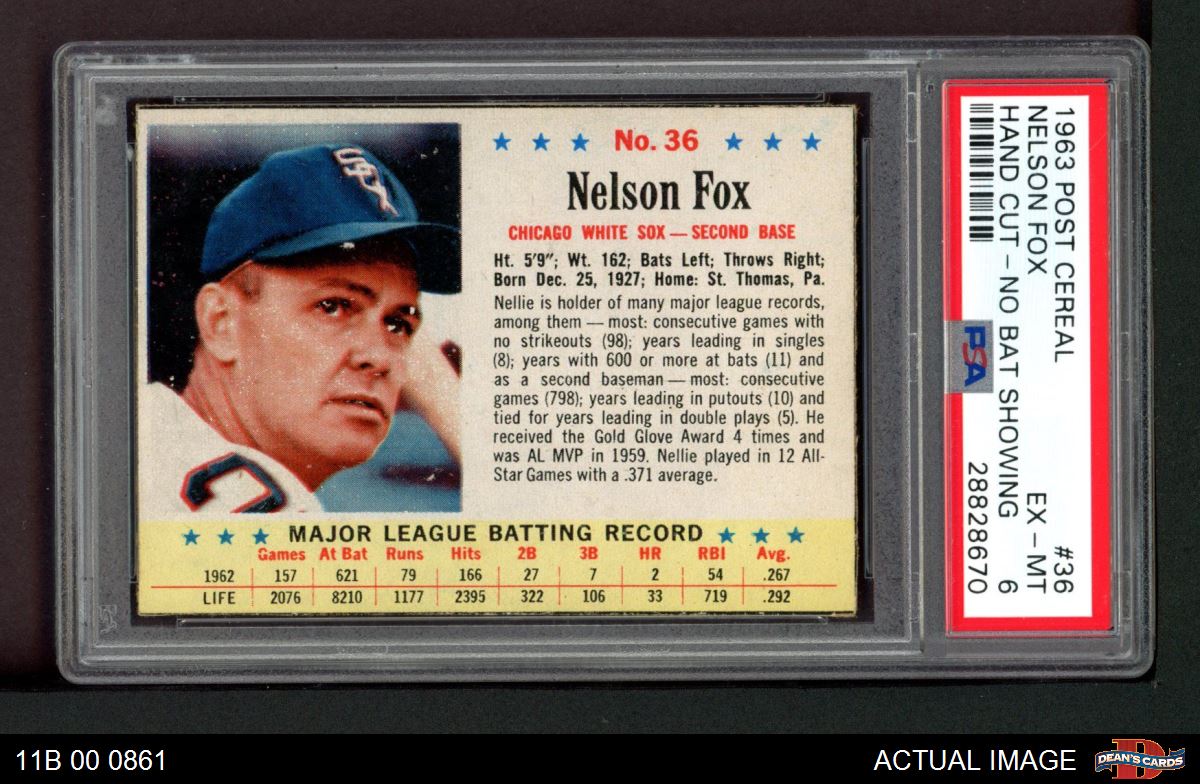 SOX
No. 36
Nelson Fox
CHICAGO WHITE SOX — SECOND BASE
Ht. 5'9"; Wt. 162; Bats Left; Throws Right;
Born Dec. 25, 1927; Home: St. Thomas, Pa.
Nellie is holder of many major league records,
among them — most: consecutive games with
no strikeouts (98); years leading in singles
(8); years with 600 or more at bats (11) and
as a second baseman — most: consecutive
games (798); years leading in putouts (10) and
tied for years leading in double plays (5). He
received the Gold Glove Award 4 times and
was AL MVP in 1959. Nellie played in 12 All-
Star Games with a .371 average.
MAJOR LEAGUE BATTING RECORD
Games At Bat Runs Hits 2B 3B HR RBI Avg.
1962 157 621 79 166 27 7 2 54 .267
LIFE 2076 8210 1177 2395 322 106 33 719 .292
1963 POST CEREAL #36
NELSON FOX EX – MT
HAND CUT – NO BAT SHOWING 6
28828670
PSA
11B 00 0861
ACTUAL IMAGE
D
DEAN'S CARDS